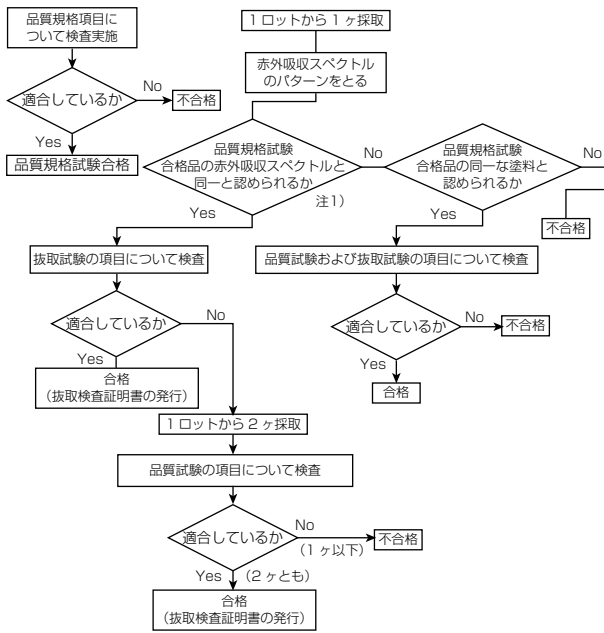 品質規格項目に
ついて検査実施
適合しているか
No
不合格
Yes
品質規格試験合格
1ロットから1ヶ採取
赤外吸収スペクトル
のパターンをとる
品質規格試験
合格品の赤外吸収スペクトルと
同一と認められるか
注1)
No
品質規格試験
合格品の同一な塗料と
認められるか
No
不合格
Yes
抜取試験の項目について検査
Yes
品質試験および抜取試験の項目について検査
適合しているか
No
Yes
合格
(抜取検査証明書の発行)
適合しているか
No
不合格
Yes
合格
1ロットから2ヶ採取
品質試験の項目について検査
適合しているか
No
(1ヶ以下)
不合格
Yes (2ヶとも)
合格
(抜取検査証明書の発行)